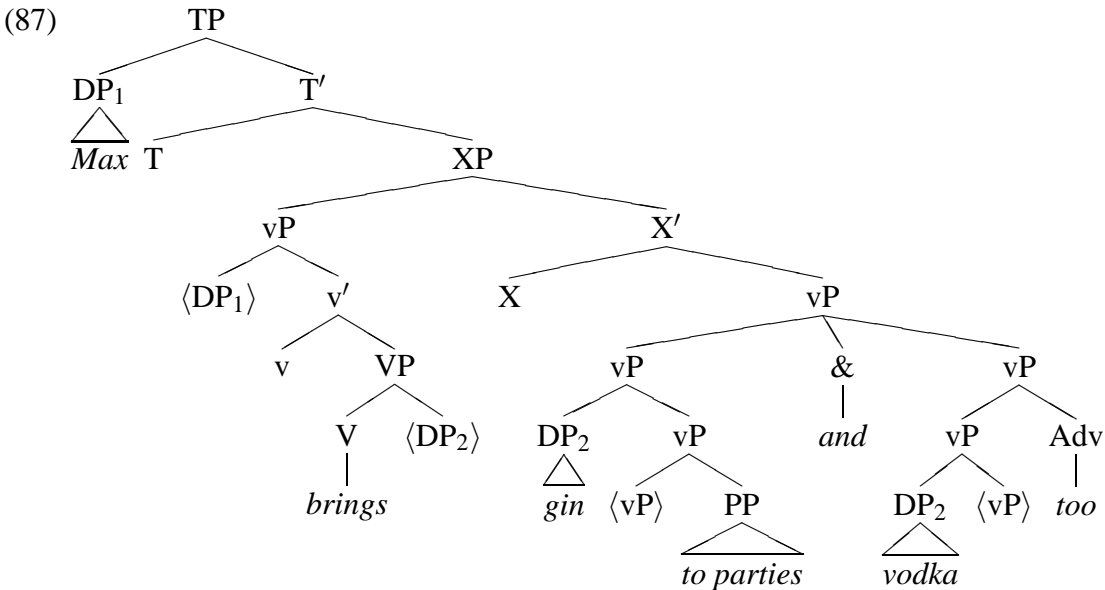 (87) TP
DP₁ T′
Max T XP
vP X′
⟨DP₁⟩ v′ X vP
v VP vP & vP
V ⟨DP₂⟩ DP₂ vP and vP Adv
brings gin ⟨vP⟩ PP DP₂ ⟨vP⟩ too
to parties vodka